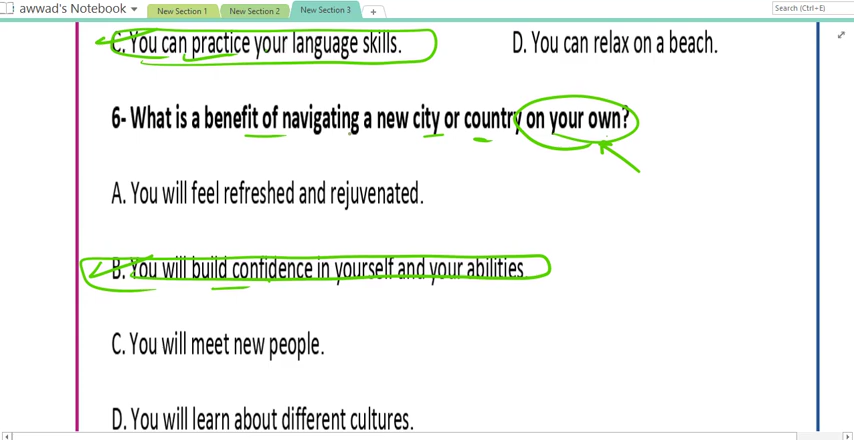 awwad's Notebook
New Section 1
New Section 2
New Section 3
+
Search (Ctrl+E)
C. You can practice your language skills.
D. You can relax on a beach.
6- What is a benefit of navigating a new city or country on your own?
A. You will feel refreshed and rejuvenated.
B. You will build confidence in yourself and your abilities.
C. You will meet new people.
D. You will learn about different cultures.